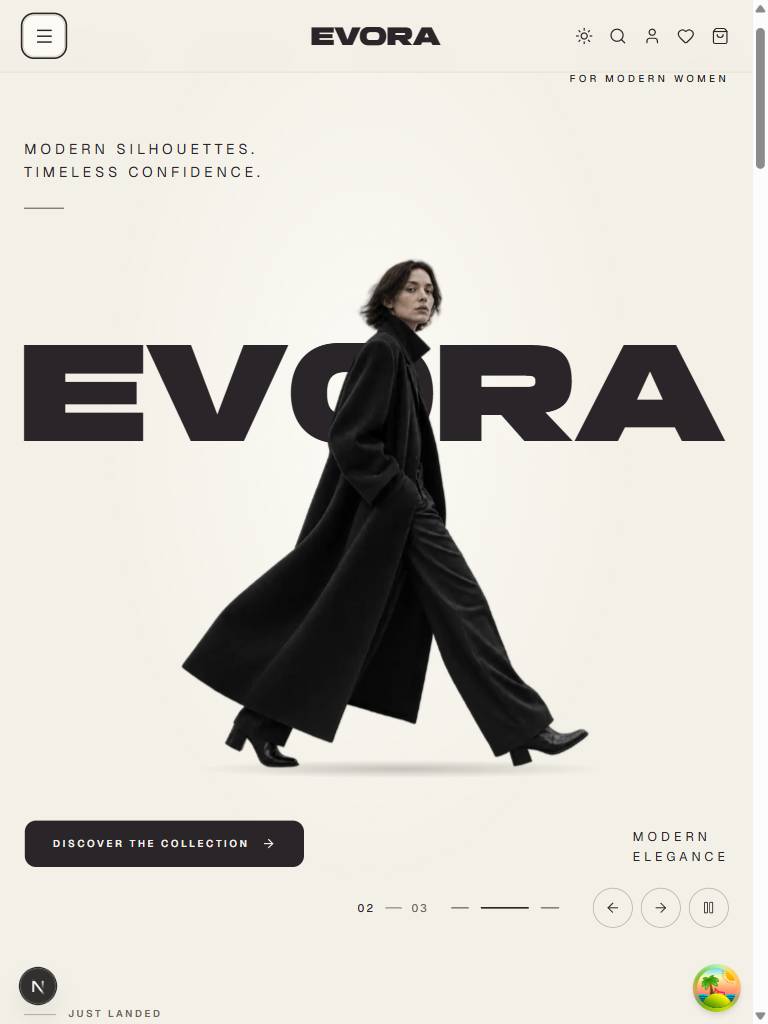 EVORA
FOR MODERN WOMEN
MODERN SILHOUETTES.
TIMELESS CONFIDENCE.
EVORA
DISCOVER THE COLLECTION
MODERN
ELEGANCE
02 — 03
N
JUST LANDED